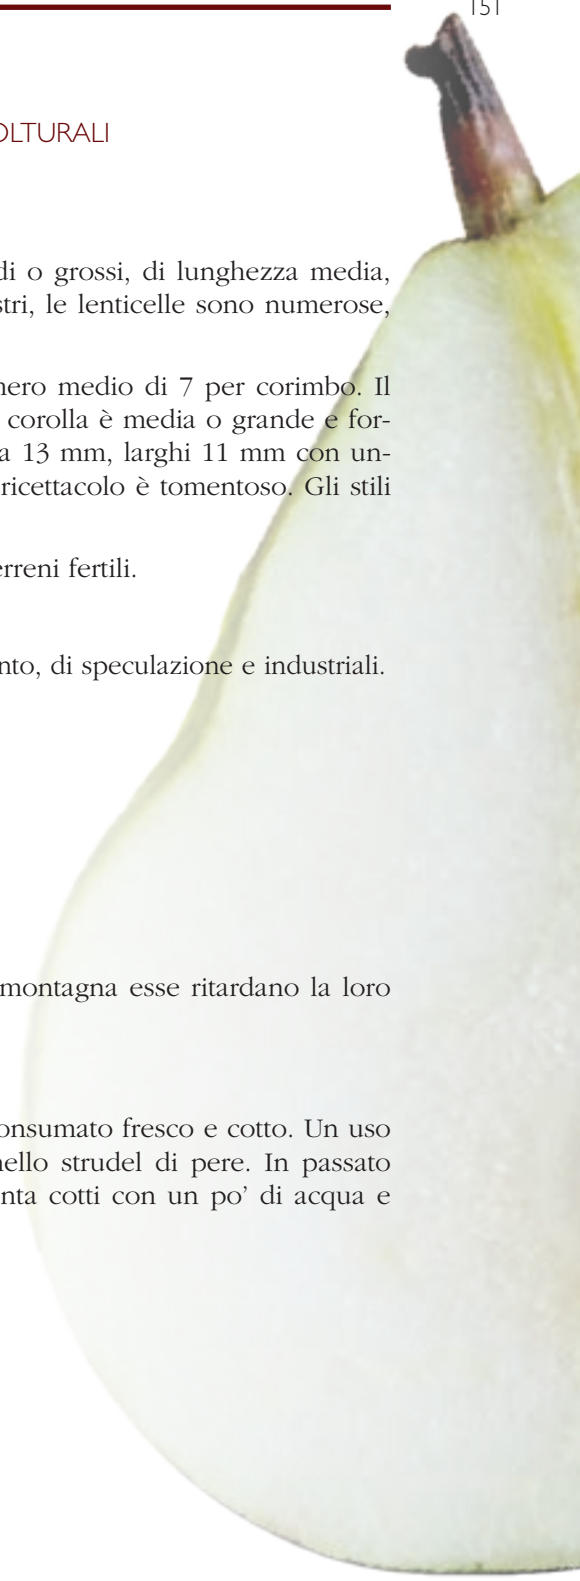 151
OLTURALI
di o grossi, di lunghezza media,
stri, le lenticelle sono numerose,
nero medio di 7 per corimbo. Il
corolla è media o grande e for-
a 13 mm, larghi 11 mm con un-
ricettacolo è tomentoso. Gli stili
erreni fertili.
nto, di speculazione e industriali.
montagna esse ritardano la loro
onsumato fresco e cotto. Un uso
nello strudel di pere. In passato
nta cotti con un po’ di acqua e